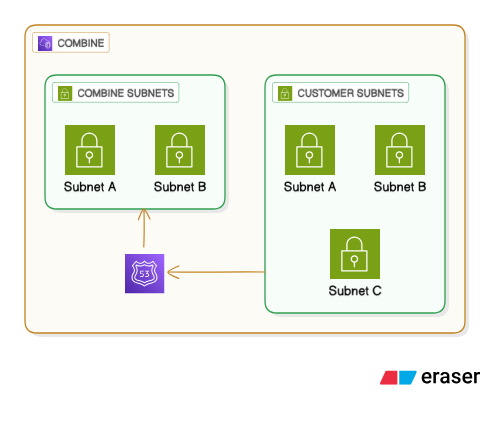 COMBINE
COMBINE SUBNETS
CUSTOMER SUBNETS
Subnet A
Subnet B
Subnet A
Subnet B
53
Subnet C
eraser